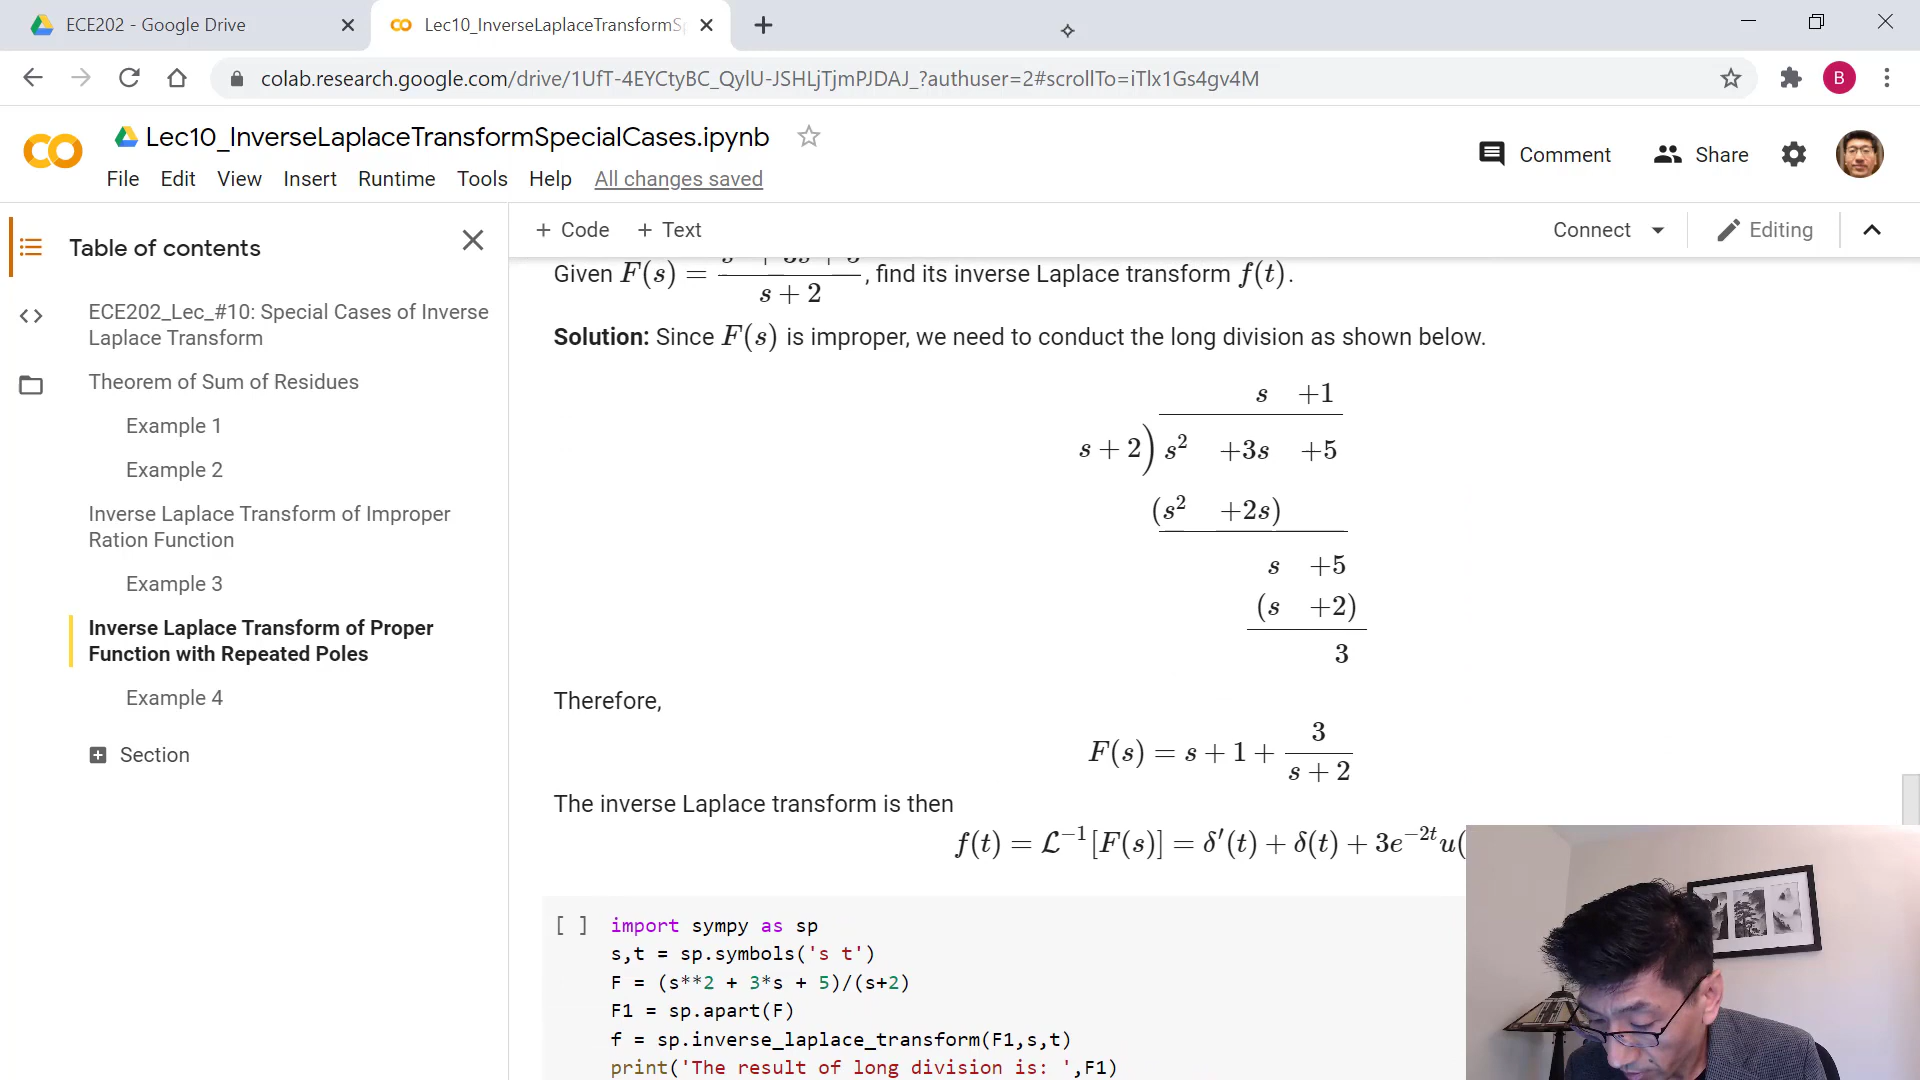 ECE202 - Google Drive
Lec10_InverseLaplaceTransformSp
colab.research.google.com/drive/1UfT-4EYCtyBC_QylU-JSHLjTjmPJDAJ_?authuser=2#scrollTo=iTlx1Gs4gv4M
B
Lec10_InverseLaplaceTransformSpecialCases.ipynb
Comment
Share
File Edit View Insert Runtime Tools Help All changes saved
Table of contents
+ Code + Text
Connect
Editing
ECE202_Lec_#10: Special Cases of Inverse
Laplace Transform
Theorem of Sum of Residues
Example 1
Example 2
Inverse Laplace Transform of Improper
Ration Function
Example 3
Inverse Laplace Transform of Proper
Function with Repeated Poles
Example 4
Section
Given F(s) = (s² + 3s + 5)/(s + 2), find its inverse Laplace transform f(t).
Solution: Since F(s) is improper, we need to conduct the long division as shown below.
s +1
s + 2) s² +3s +5
(s² +2s)
s +5
(s +2)
3
Therefore,
F(s) = s + 1 + 3/(s + 2)
The inverse Laplace transform is then
f(t) = ℒ⁻¹[F(s)] = δ′(t) + δ(t) + 3e⁻²ᵗu(
[ ] import sympy as sp
s,t = sp.symbols('s t')
F = (s**2 + 3*s + 5)/(s+2)
F1 = sp.apart(F)
f = sp.inverse_laplace_transform(F1,s,t)
print('The result of long division is: ',F1)